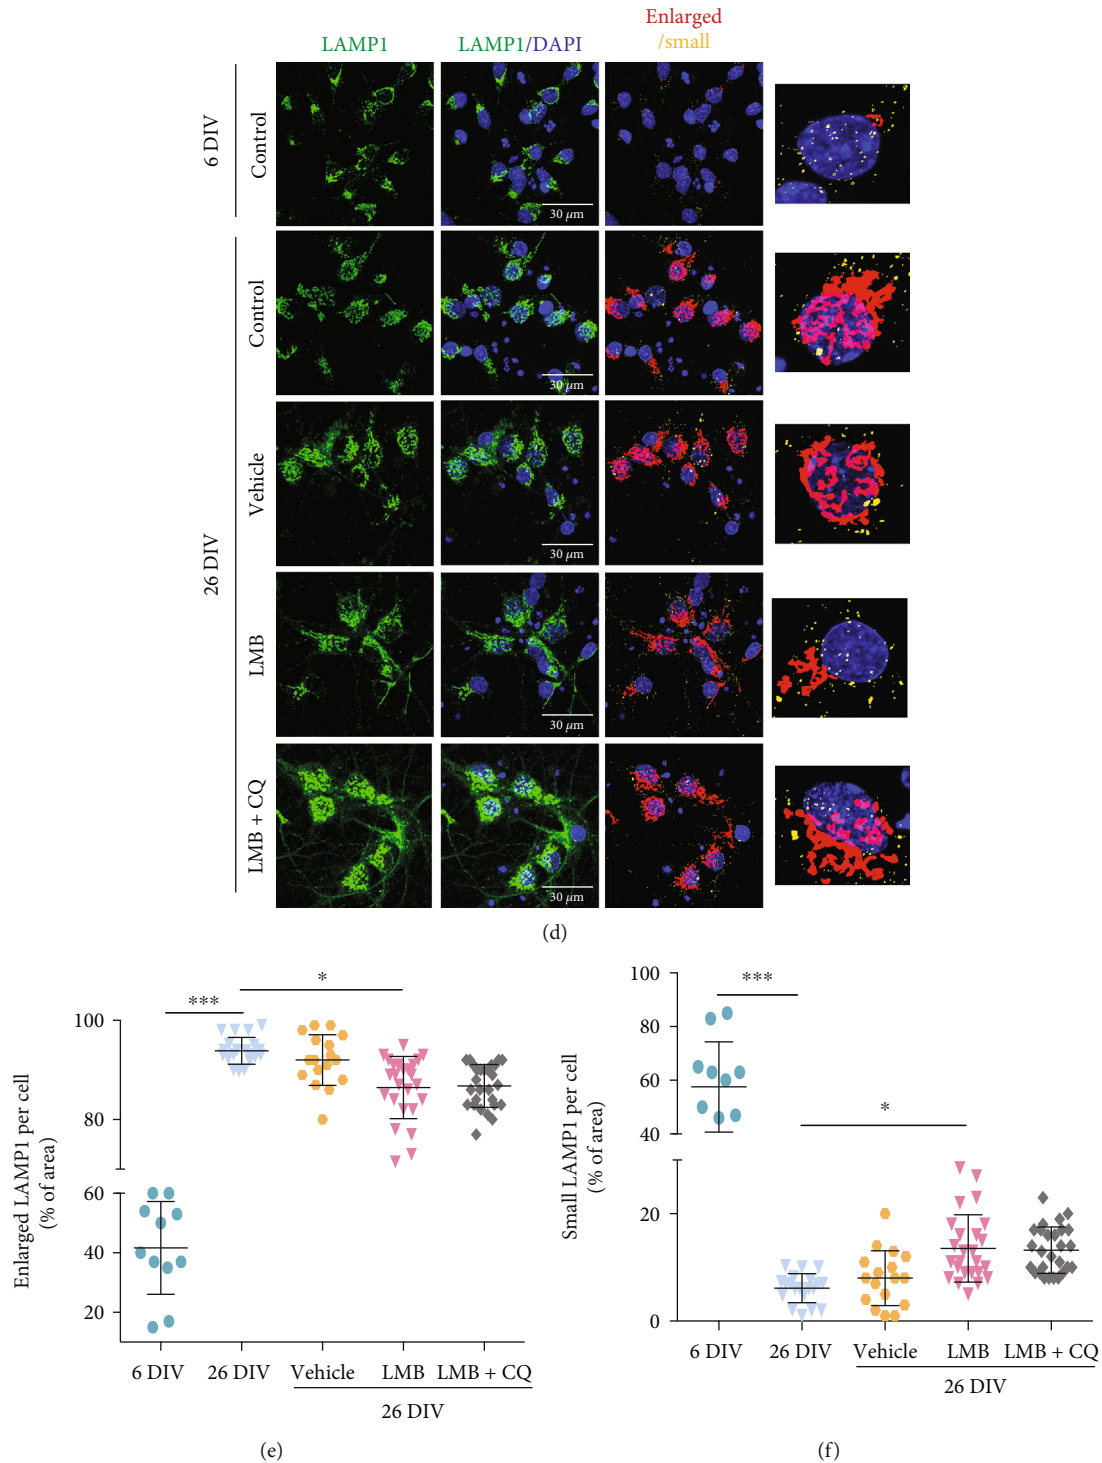 Enlarged
LAMP1 LAMP1/DAPI /small
6 DIV
Control
30 µm
26 DIV
Control
30 µm
Vehicle
30 µm
LMB
30 µm
LMB + CQ
30 µm
(d)
Enlarged LAMP1 per cell
(% of area)
100
80
60
40
20
***
*
6 DIV 26 DIV Vehicle LMB LMB + CQ
26 DIV
(e)
Small LAMP1 per cell
(% of area)
100
80
60
40
20
0
***
*
6 DIV 26 DIV Vehicle LMB LMB + CQ
26 DIV
(f)